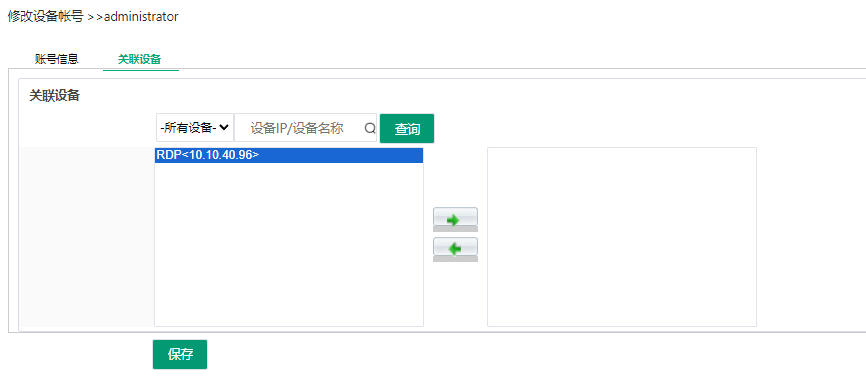 修改设备帐号 >>administrator
账号信息 关联设备
关联设备
-所有设备- 设备IP/设备名称 查询
RDP<10.10.40.96>
保存